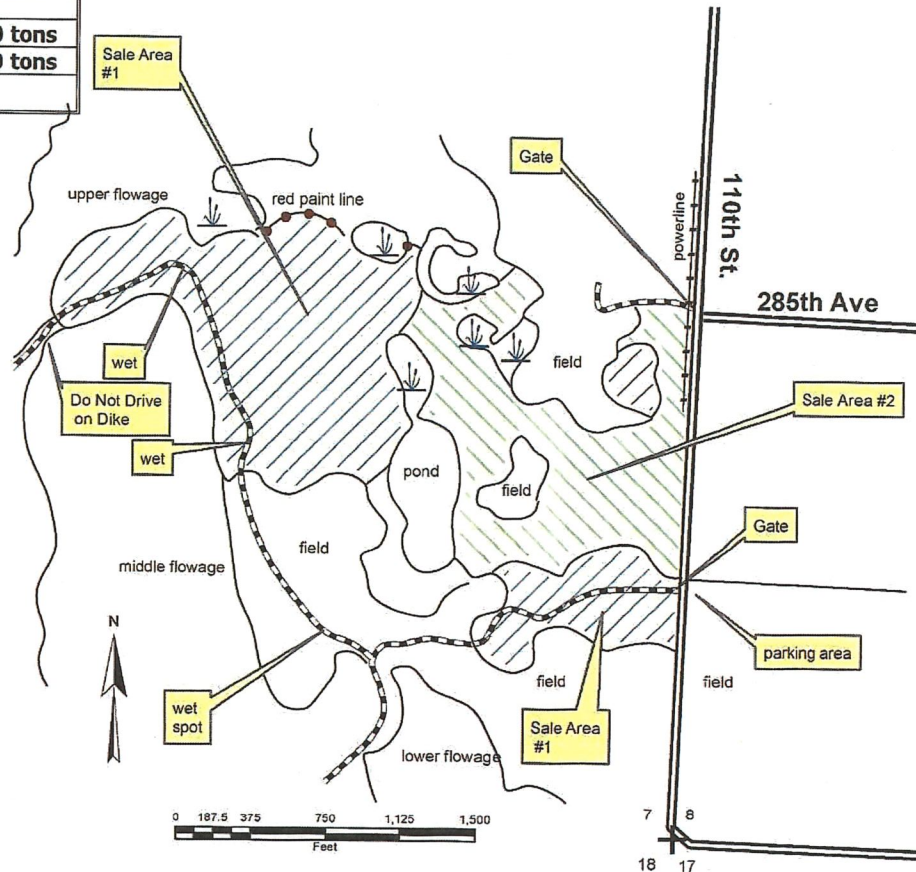 tons
tons
Sale Area
#1
Gate
upper flowage
red paint line
powerline
110th St.
285th Ave
wet
field
Do Not Drive
on Dike
Sale Area #2
wet
pond
field
Gate
field
middle flowage
N
parking area
field
field
wet
spot
Sale Area
#1
lower flowage
0 187.5 375 750 1,125 1,500
Feet
7 8
18 17